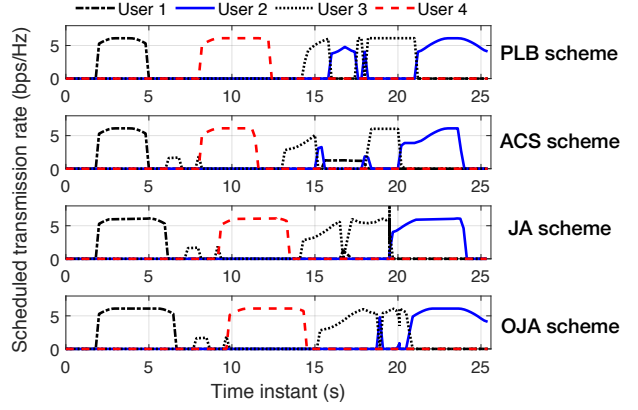 User 1 User 2 User 3 User 4
Scheduled transmission rate (bps/Hz)
5
0
0 5 10 15 20 25
PLB scheme
5
0
0 5 10 15 20 25
ACS scheme
5
0
0 5 10 15 20 25
JA scheme
5
0
0 5 10 15 20 25
OJA scheme
Time instant (s)